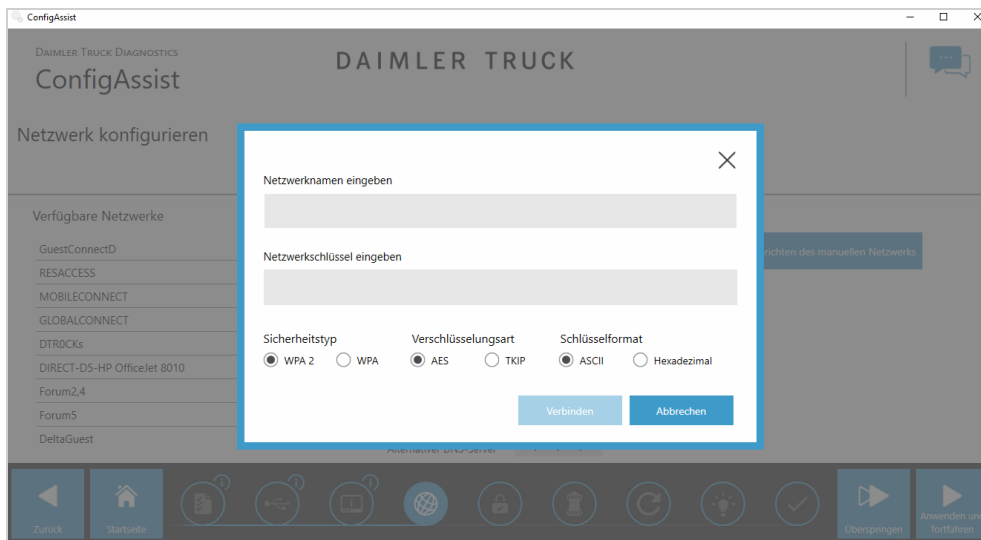 ConfigAssist
DAIMLER TRUCK DIAGNOSTICS
ConfigAssist
DAIMLER TRUCK
Netzwerk konfigurieren
Netzwerknamen eingeben
Verfügbare Netzwerke
GuestConnectD
richten des manuellen Netzwerks
Netzwerkschlüssel eingeben
RESACCESS
MOBILECONNECT
GLOBALCONNECT
DTR0CKs
Sicherheitstyp Verschlüsselungsart Schlüsselformat
WPA 2 WPA AES TKIP ASCII Hexadezimal
DIRECT-D5-HP OfficeJet 8010
Forum2,4
Forum5
Verbinden Abbrechen
DeltaGuest
Alternativer DNS-Server
Zurück Startseite Überspringen Anwenden und
fortfahren